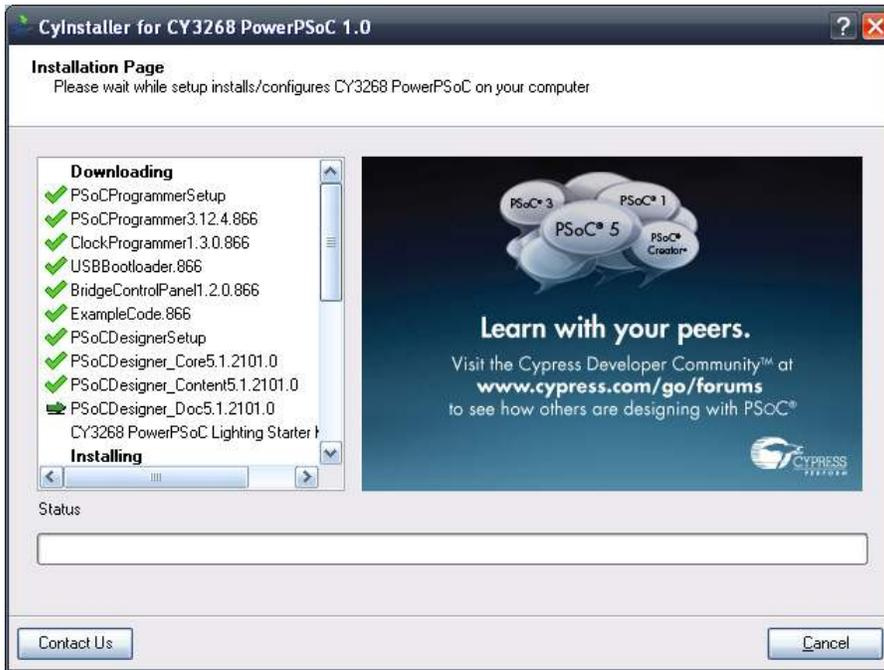 CyInstaller for CY3268 PowerPSoC 1.0
Installation Page
Please wait while setup installs/configures CY3268 PowerPSoC on your computer
Downloading
PSoCProgrammerSetup
PSoCProgrammer3.12.4.866
ClockProgrammer1.3.0.866
USBBootloader.866
BridgeControlPanel1.2.0.866
ExampleCode.866
PSoCDesignerSetup
PSoCDesigner_Core5.1.2101.0
PSoCDesigner_Content5.1.2101.0
PSoCDesigner_Doc5.1.2101.0
CY3268 PowerPSoC Lighting Starter
Installing
PSoC® 3
PSoC® 1
PSoC® 5
PSoC® Creator™
Learn with your peers.
Visit the Cypress Developer Community™ at
www.cypress.com/go/forums
to see how others are designing with PSoC®
CYPRESS
PERFORM
Status
Contact Us
Cancel